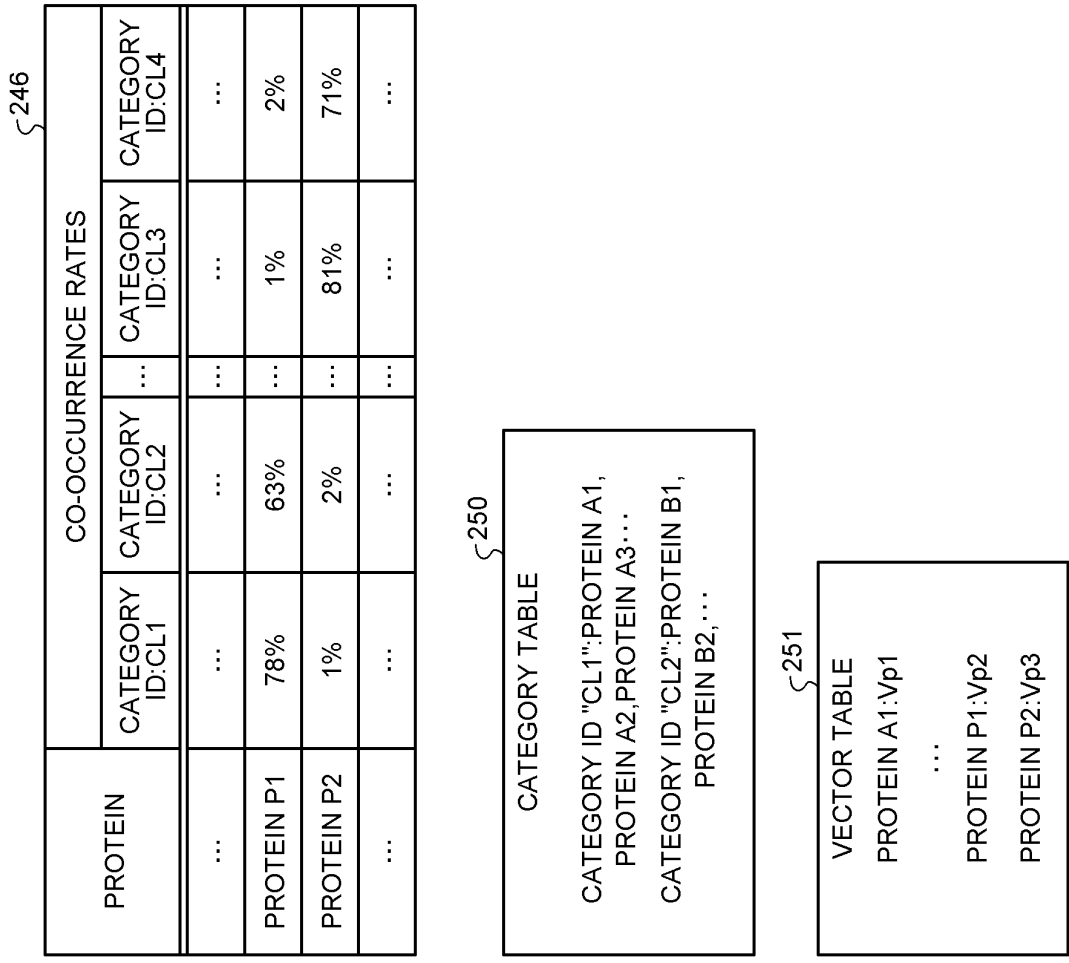 246
PROTEIN
CO-OCCURRENCE RATES
CATEGORY ID:CL1
CATEGORY ID:CL2
...
CATEGORY ID:CL3
CATEGORY ID:CL4
... ... ... ... ... ...
PROTEIN P1 78% 63% ... 1% 2%
PROTEIN P2 1% 2% ... 81% 71%
... ... ... ... ... ...
250
CATEGORY TABLE
CATEGORY ID "CL1":PROTEIN A1,
PROTEIN A2,PROTEIN A3...
CATEGORY ID "CL2":PROTEIN B1,
PROTEIN B2,...
251
VECTOR TABLE
PROTEIN A1:Vp1
...
PROTEIN P1:Vp2
PROTEIN P2:Vp3